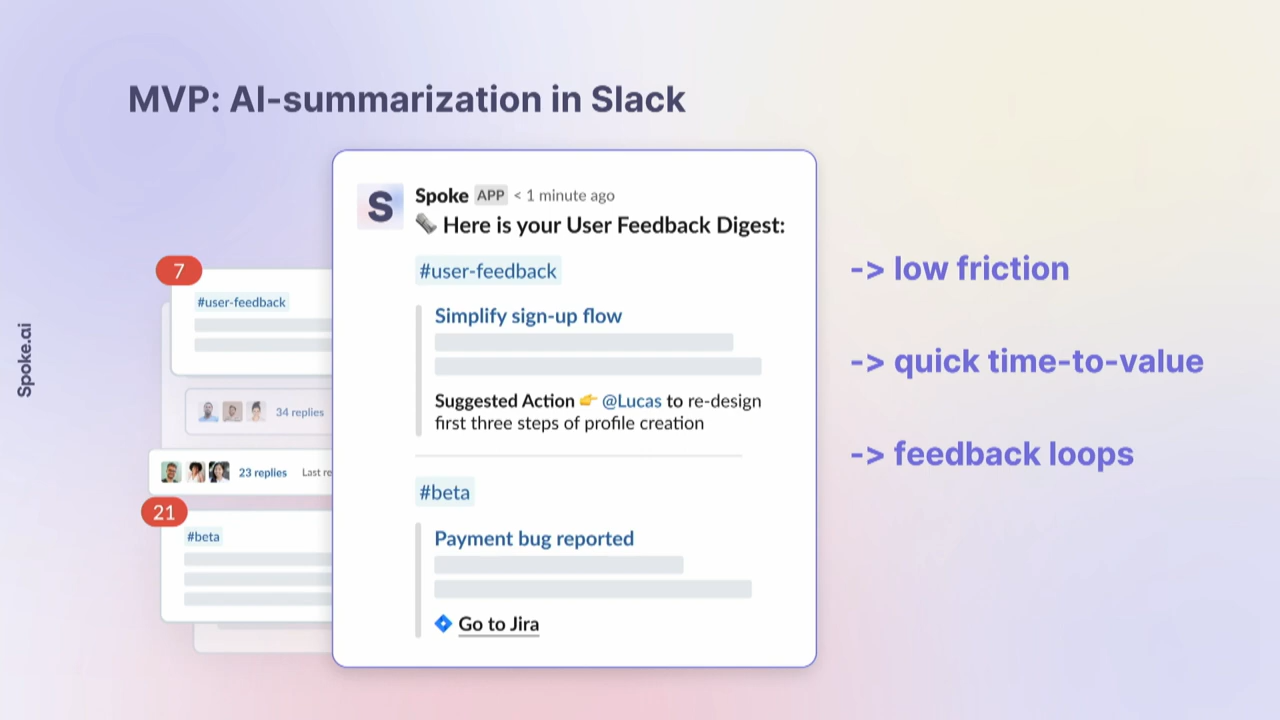 MVP: AI-summarization in Slack
Spoke.ai
7
#user-feedback
34 replies
23 replies Last re
21
#beta
S
Spoke APP < 1 minute ago
🗞️ Here is your User Feedback Digest:
#user-feedback
Simplify sign-up flow
Suggested Action 👉 @Lucas to re-design
first three steps of profile creation
#beta
Payment bug reported
Go to Jira
-> low friction
-> quick time-to-value
-> feedback loops